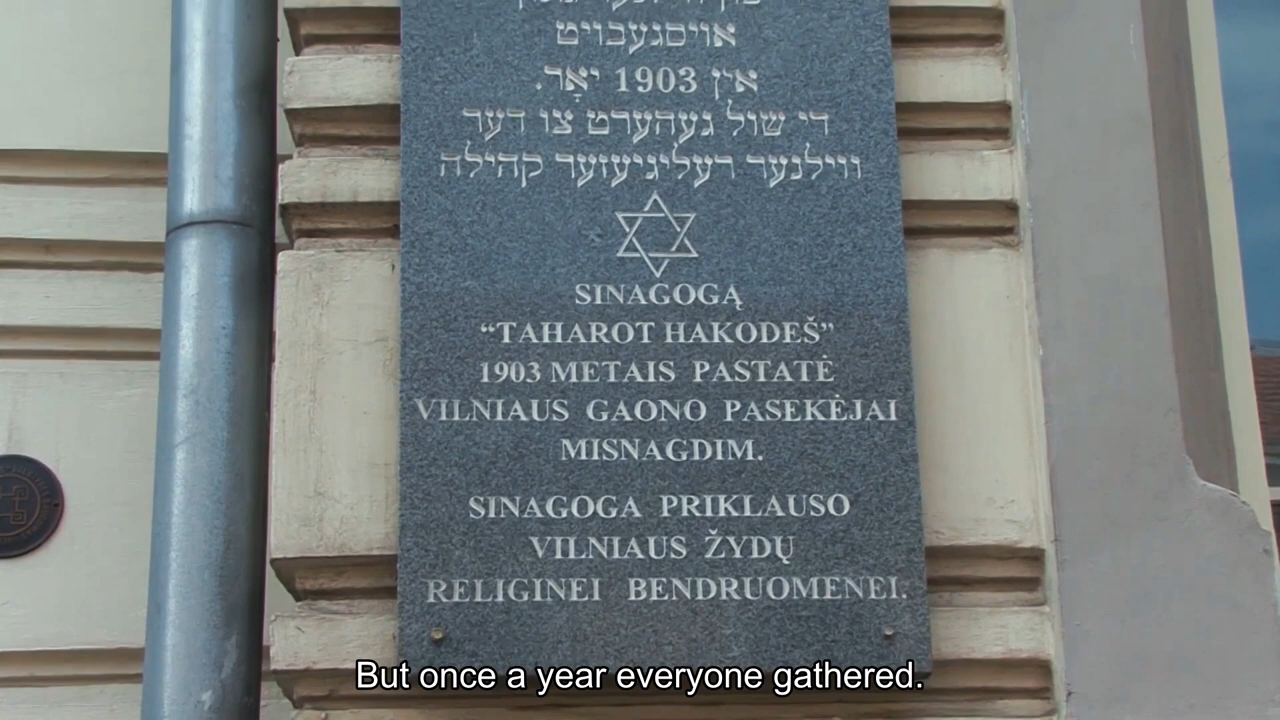 אויסגעבויט
אין 1903 יאָר.
די שול געהערט צו דער
ווילנער רעליגיעזער קהילה
SINAGOGĄ
“TAHAROT HAKODEŠ”
1903 METAIS PASTATĖ
VILNIAUS GAONO PASEKĖJAI
MISNAGDIM.
SINAGOGA PRIKLAUSO
VILNIAUS ŽYDŲ
RELIGINEI BENDRUOMENEI.
But once a year everyone gathered.